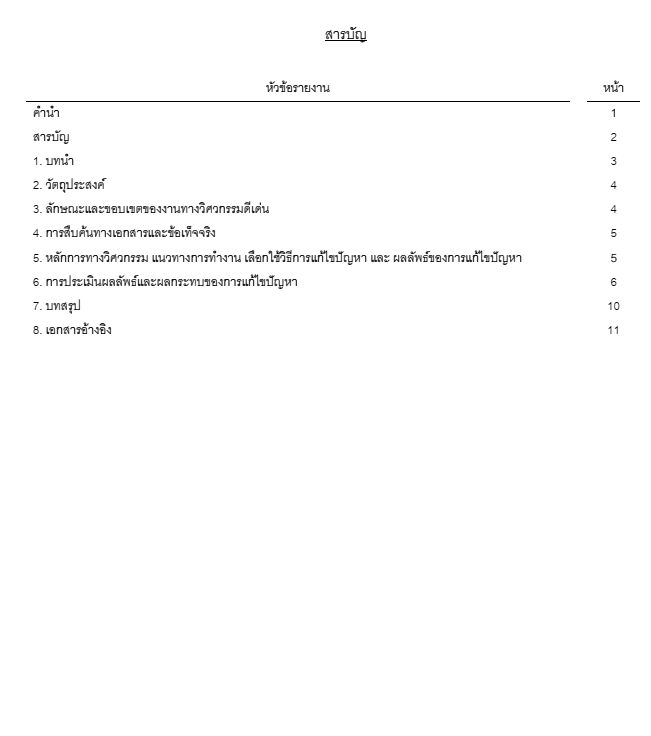 สารบัญ
หัวข้อรายงาน หน้า
คำนำ 1
สารบัญ 2
1. บทนำ 3
2. วัตถุประสงค์ 4
3. ลักษณะและขอบเขตของงานทางวิศวกรรมดีเด่น 4
4. การสืบค้นทางเอกสารและข้อเท็จจริง 5
5. หลักการทางวิศวกรรม แนวทางการทำงาน เลือกใช้วิธีการแก้ไขปัญหา และ ผลลัพธ์ของการแก้ไขปัญหา 5
6. การประเมินผลลัพธ์และผลกระทบของการแก้ไขปัญหา 6
7. บทสรุป 10
8. เอกสารอ้างอิง 11